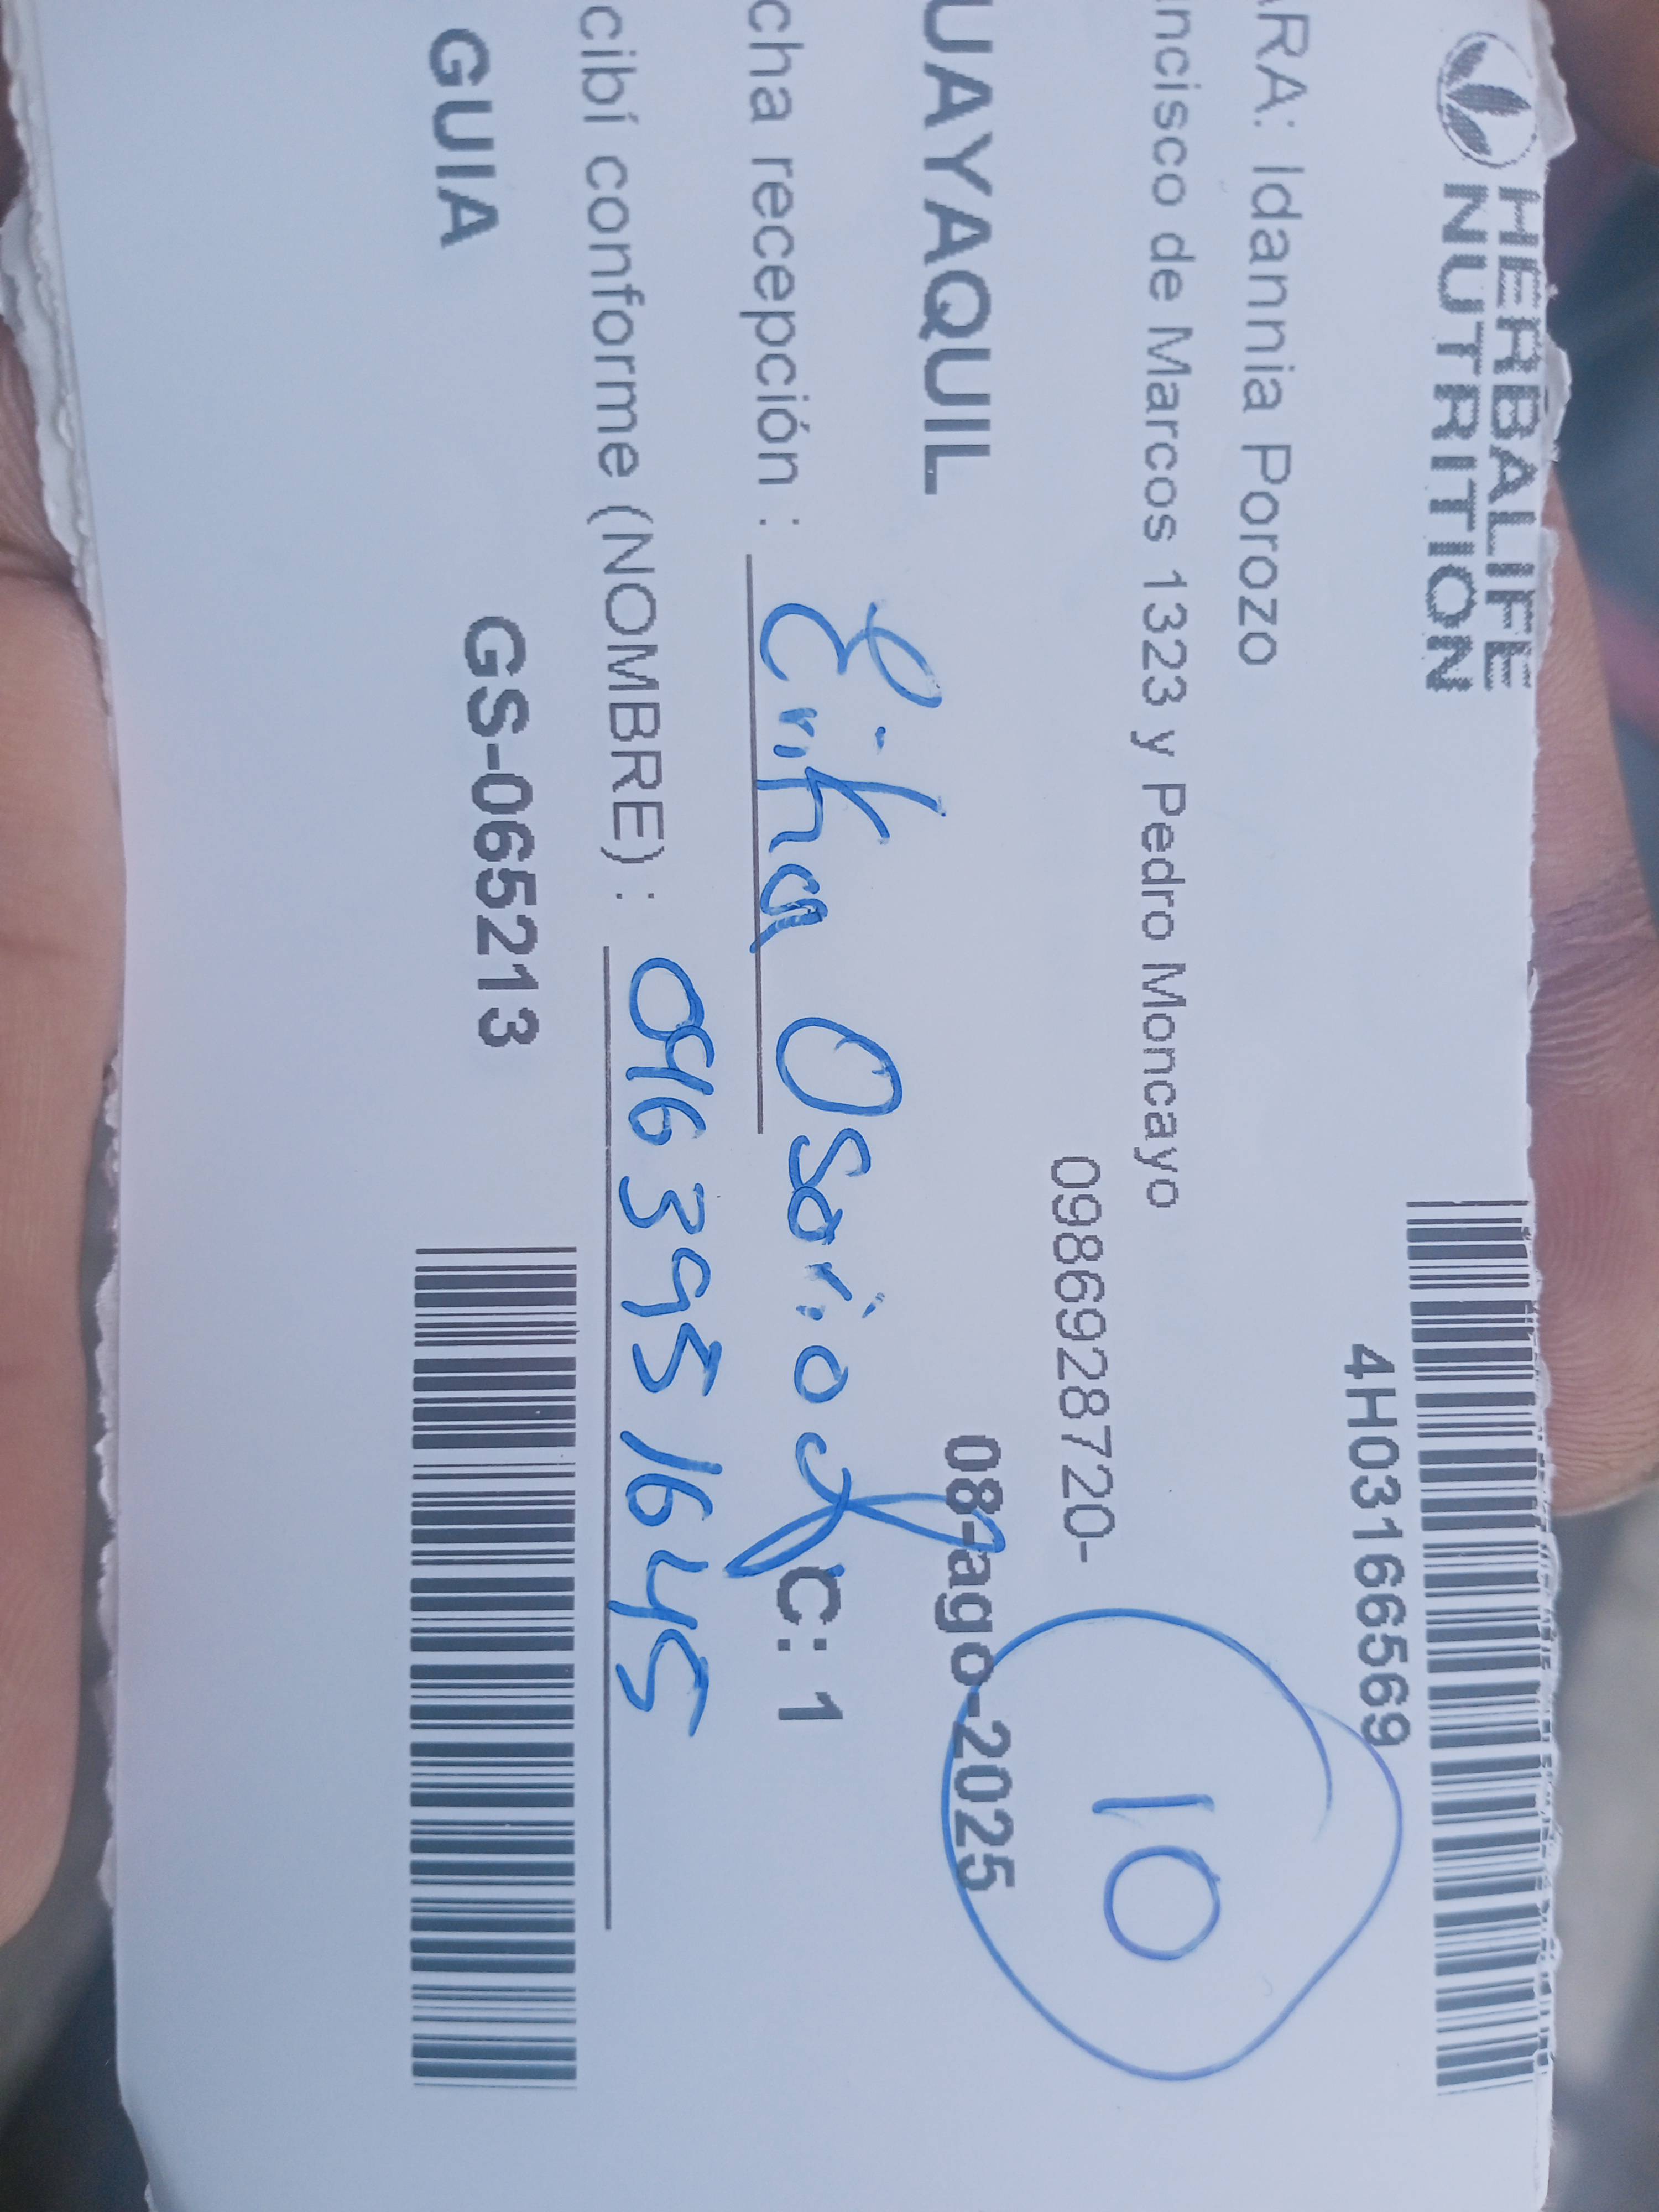 HERBALIFE
NUTRITION
4H03166569
ARA: Idannia Porozo
ncisco de Marcos 1323 y Pedro Moncayo
0986928720-
10
UAYAQUIL
08-ago-2025
cha recepción : Erika Osorio
C: 1
cibí conforme (NOMBRE) : 0963951645
GUIA GS-065213